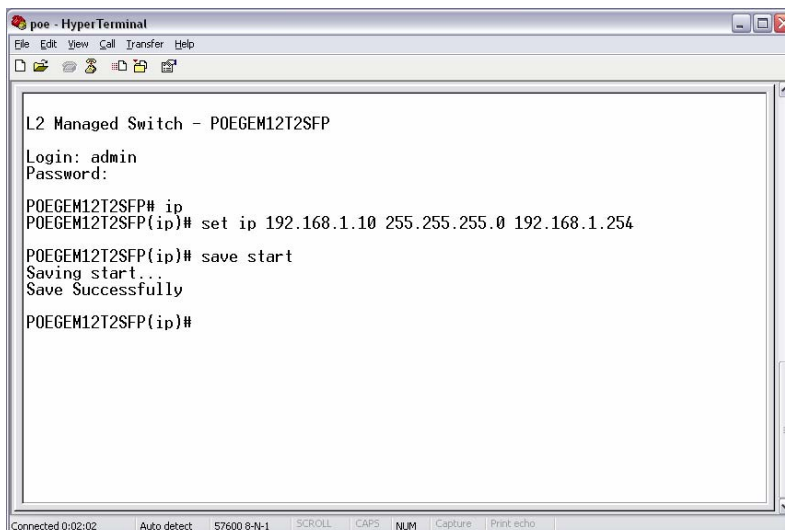 poe - HyperTerminal
File Edit View Call Transfer Help
L2 Managed Switch - POEGEM12T2SFP
Login: admin
Password:
POEGEM12T2SFP# ip
POEGEM12T2SFP(ip)# set ip 192.168.1.10 255.255.255.0 192.168.1.254
POEGEM12T2SFP(ip)# save start
Saving start...
Save Successfully
POEGEM12T2SFP(ip)#
Connected 0:02:02 Auto detect 57600 8-N-1 SCROLL CAPS NUM Capture Print echo